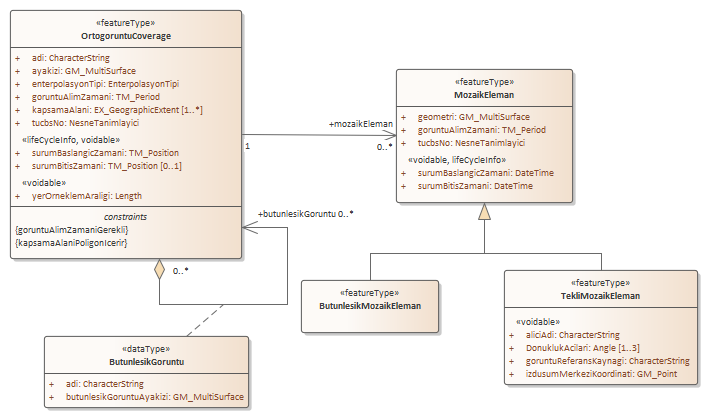 «featureType»
OrtogoruntuCoverage
+ adi: CharacterString
+ ayakizi: GM_MultiSurface
+ enterpolasyonTipi: EnterpolasyonTipi
+ goruntuAlimZamani: TM_Period
+ kapsamaAlani: EX_GeographicExtent [1..*]
+ tucbsNo: NesneTanimlayici
«lifeCycleInfo, voidable»
+ surumBaslangicZamani: TM_Position
+ surumBitisZamani: TM_Position [0..1]
«voidable»
+ yerOrneklemAraligi: Length
constraints
{goruntuAlimZamaniGerekli}
{kapsamaAlaniPoligonIcerir}
1
+mozaikEleman
0..*
«featureType»
MozaikEleman
+ geometri: GM_MultiSurface
+ goruntuAlimZamani: TM_Period
+ tucbsNo: NesneTanimlayici
«voidable, lifeCycleInfo»
+ surumBaslangicZamani: DateTime
+ surumBitisZamani: DateTime
+butunlesikGoruntu 0..*
0..*
«featureType»
ButunlesikMozaikEleman
«featureType»
TekliMozaikEleman
«voidable»
+ aliciAdi: CharacterString
+ DonuklukAcilari: Angle [1..3]
+ goruntuReferansKaynagi: CharacterString
+ izdusumMerkeziKoordinati: GM_Point
«dataType»
ButunlesikGoruntu
+ adi: CharacterString
+ butunlesikGoruntuAyakizi: GM_MultiSurface